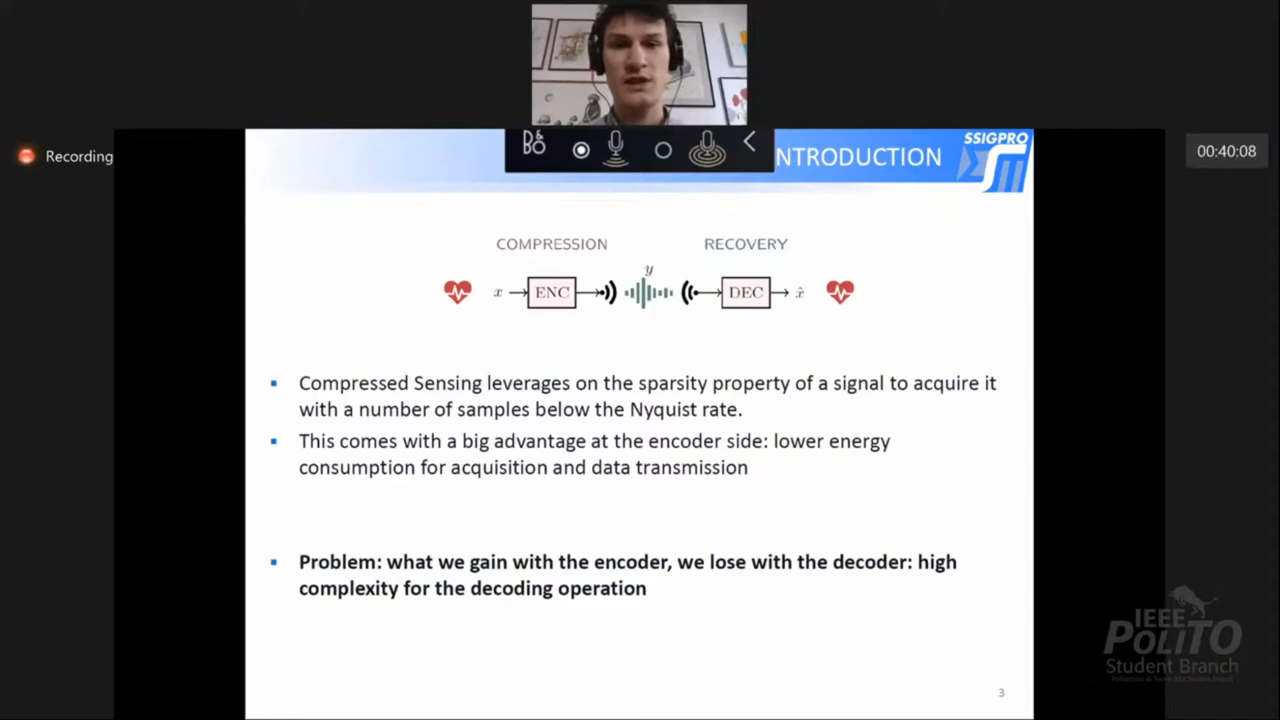 SSIGPRO
Recording
B&
BO
NTRODUCTION
00:40:08
COMPRESSION
RECOVERY
y
x
ENC
DEC
x̂
Compressed Sensing leverages on the sparsity property of a signal to acquire it
with a number of samples below the Nyquist rate.
This comes with a big advantage at the encoder side: lower energy
consumption for acquisition and data transmission
Problem: what we gain with the encoder, we lose with the decoder: high
complexity for the decoding operation
IEEE
POLITO
Student Branch
3